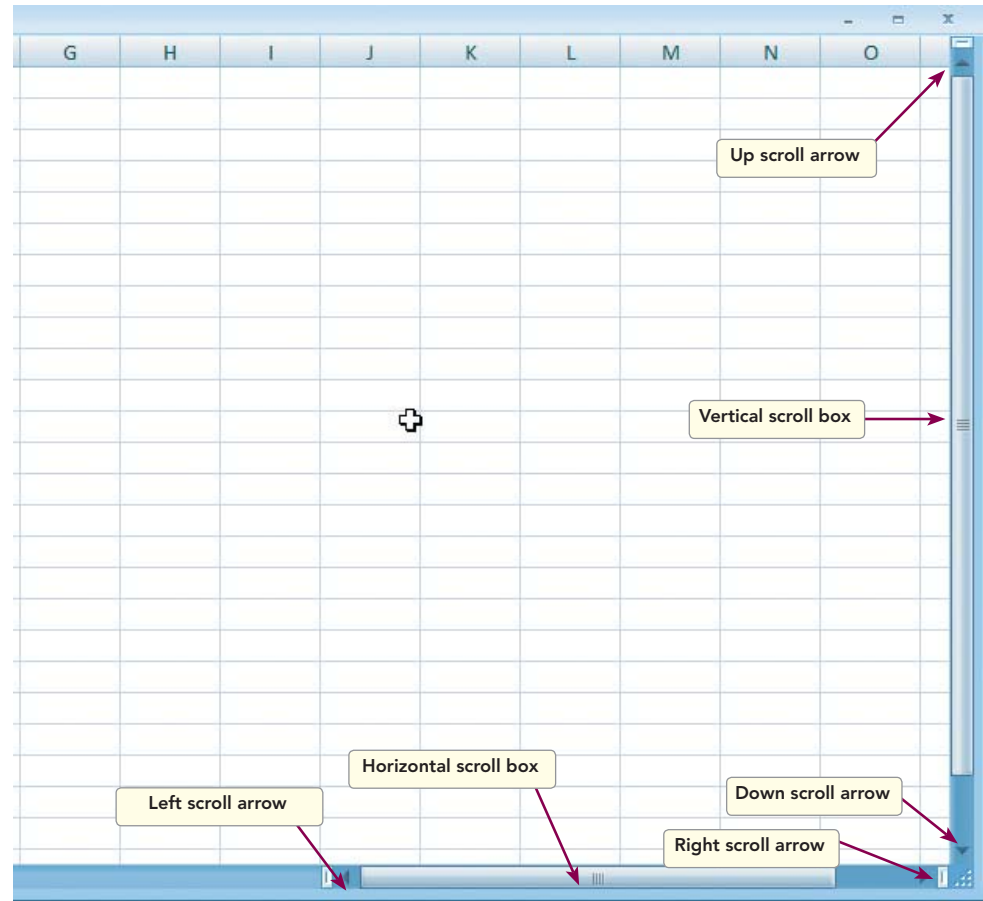 G H I J K L M N O
Up scroll arrow
Vertical scroll box
Horizontal scroll box
Down scroll arrow
Left scroll arrow
Right scroll arrow